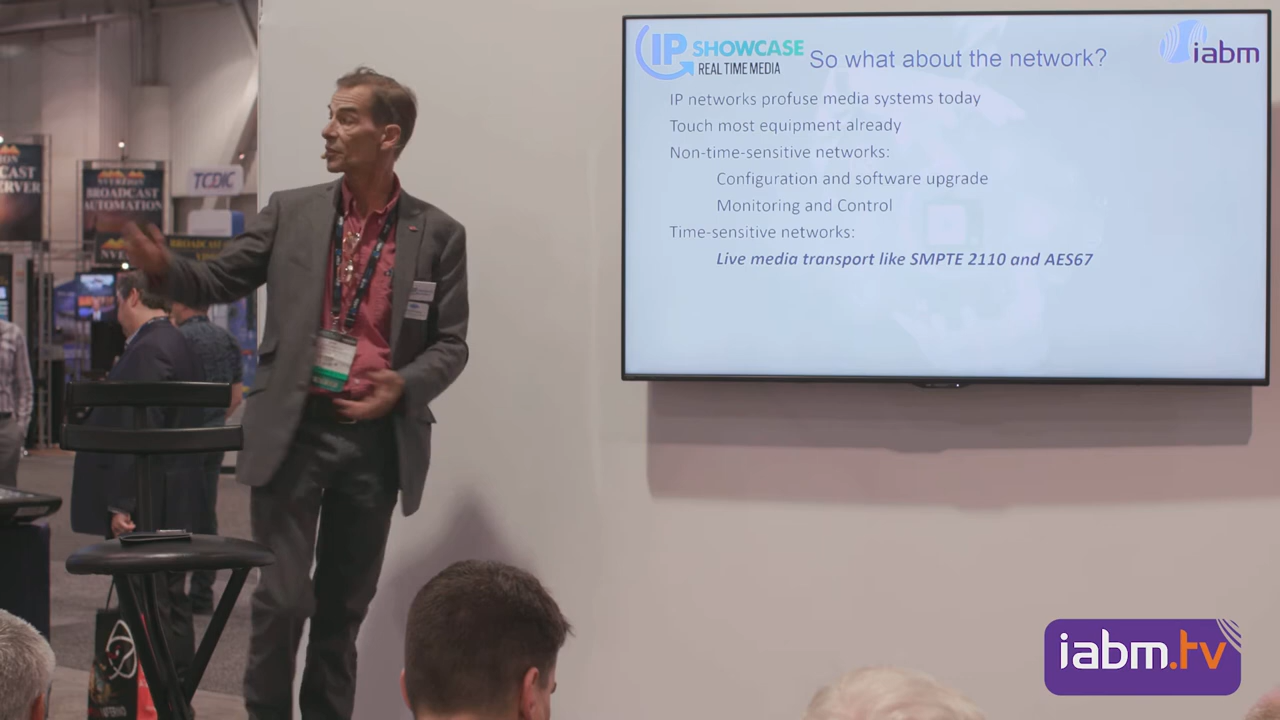 IP SHOWCASE
REAL TIME MEDIA
So what about the network?
iabm
IP networks profuse media systems today
Touch most equipment already
Non-time-sensitive networks:
Configuration and software upgrade
Monitoring and Control
Time-sensitive networks:
Live media transport like SMPTE 2110 and AES67
BROADCAST
AUTOMATION
TCDIC
iabm.tv